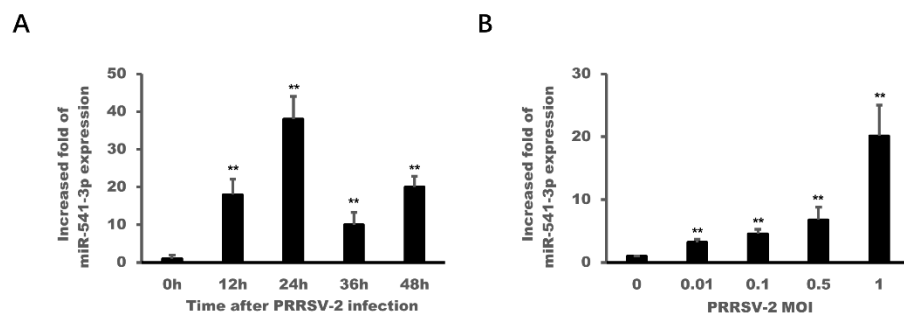 A
B
Increased fold of
miR-541-3p expression
50
40
30
20
10
0
**
**
**
**
0h 12h 24h 36h 48h
Time after PRRSV-2 infection
Increased fold of
miR-541-3p expression
30
20
10
0
**
**
**
**
0 0.01 0.1 0.5 1
PRRSV-2 MOI